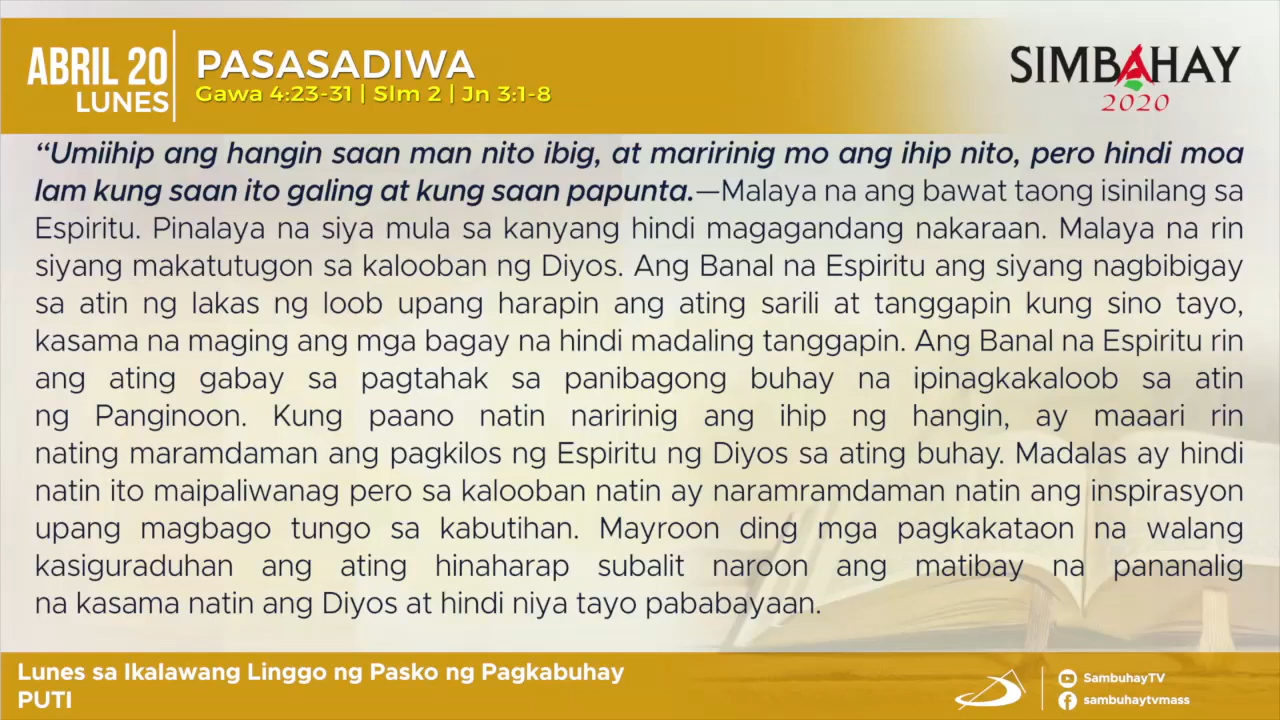 ABRIL 20
LUNES
PASASADIWA
Gawa 4:23-31 | Slm 2 | Jn 3:1-8
SIMBAHAY
2020
“Umiihip ang hangin saan man nito ibig, at maririnig mo ang ihip nito, pero hindi moa
lam kung saan ito galing at kung saan papunta.—Malaya na ang bawat taong isinilang sa
Espiritu. Pinalaya na siya mula sa kanyang hindi magagandang nakaraan. Malaya na rin
siyang makatutugon sa kalooban ng Diyos. Ang Banal na Espiritu ang siyang nagbibigay
sa atin ng lakas ng loob upang harapin ang ating sarili at tanggapin kung sino tayo,
kasama na maging ang mga bagay na hindi madaling tanggapin. Ang Banal na Espiritu rin
ang ating gabay sa pagtahak sa panibagong buhay na ipinagkakaloob sa atin
ng Panginoon. Kung paano natin naririnig ang ihip ng hangin, ay maaari rin
nating maramdaman ang pagkilos ng Espiritu ng Diyos sa ating buhay. Madalas ay hindi
natin ito maipaliwanag pero sa kalooban natin ay naramramdaman natin ang inspirasyon
upang magbago tungo sa kabutihan. Mayroon ding mga pagkakataon na walang
kasiguraduhan ang ating hinaharap subalit naroon ang matibay na pananalig
na kasama natin ang Diyos at hindi niya tayo pababayaan.
Lunes sa Ikalawang Linggo ng Pasko ng Pagkabuhay
PUTI
SambuhayTV
sambuhaytvmass